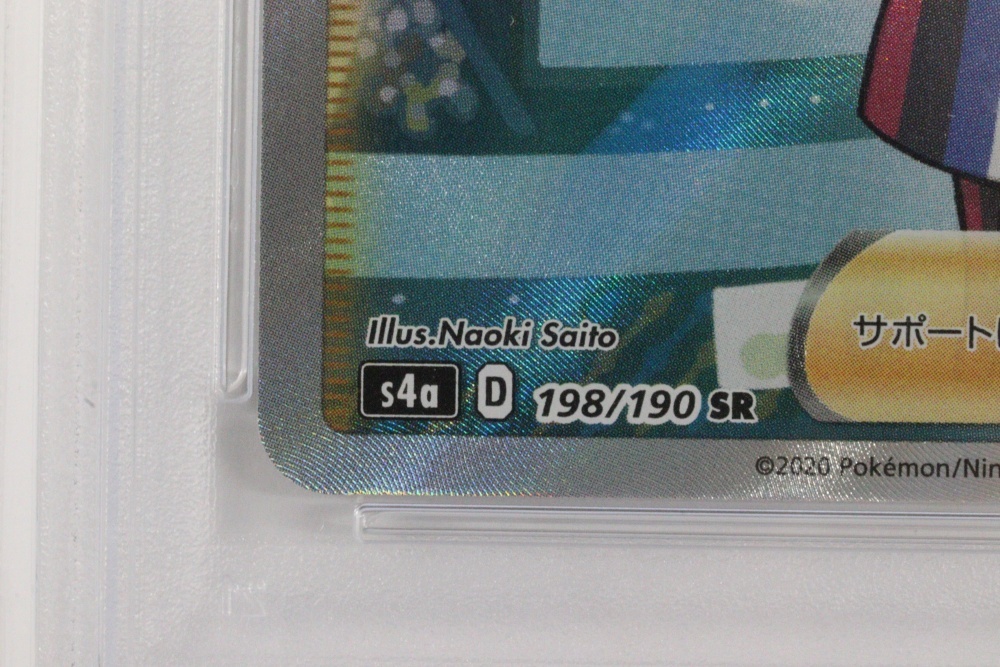 Illus.Naoki Saito
s4a D 198/190 SR
サポート
©2020 Pokémon/Nin